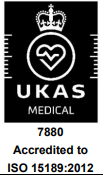 UKAS
MEDICAL
7880
Accredited to
ISO 15189:2012